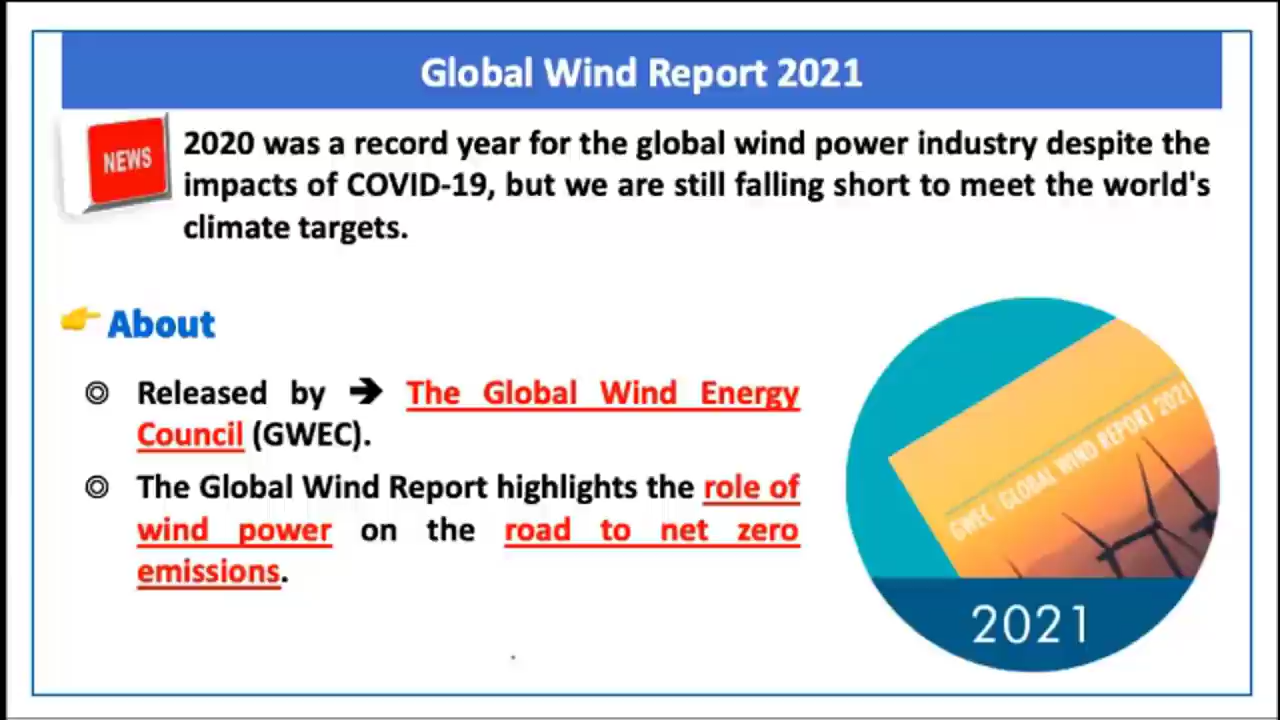 Global Wind Report 2021
NEWS
2020 was a record year for the global wind power industry despite the
impacts of COVID-19, but we are still falling short to meet the world's
climate targets.
About
Released by ➔ The Global Wind Energy
Council (GWEC).
The Global Wind Report highlights the role of
wind power on the road to net zero
emissions.
GWEC GLOBAL WIND REPORT 2021
2021